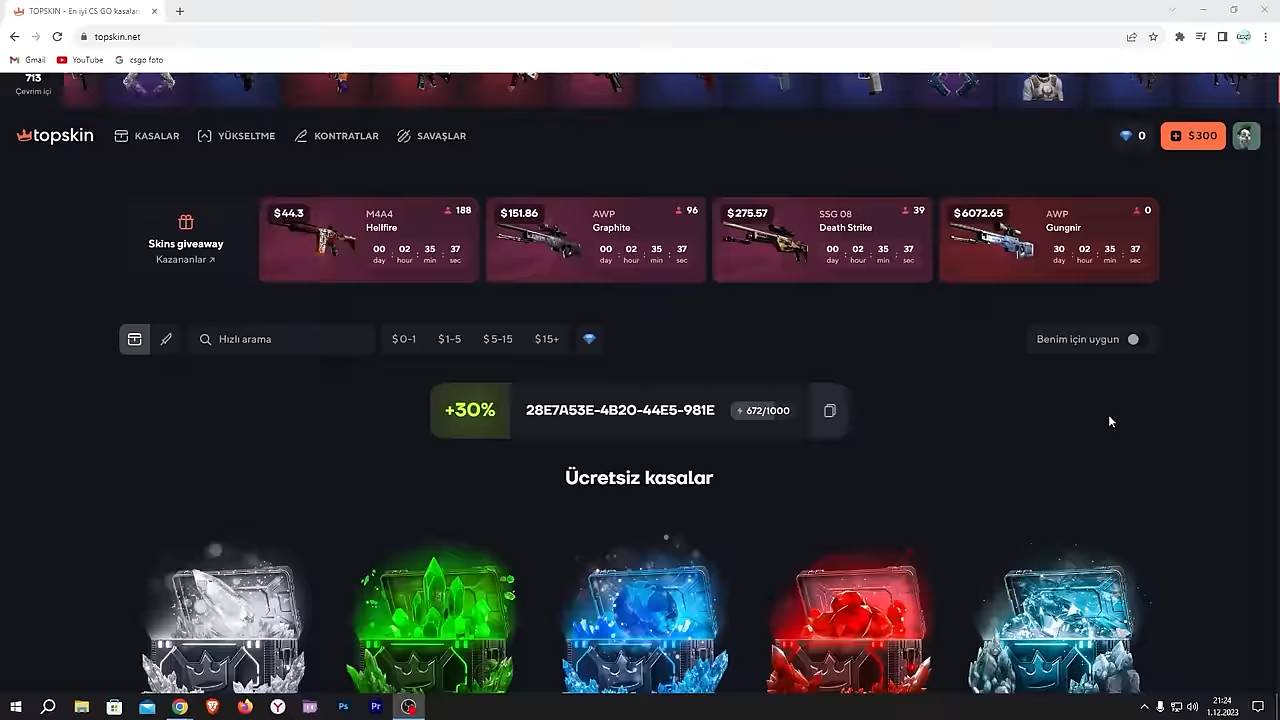 TOPSKIN - En iyi CS GO kasaları
topskin.net
Gmail YouTube csgo foto
713
Çevrim içi
topskin KASALAR YÜKSELTME KONTRATLAR SAVAŞLAR 0 $300
Skins giveaway
Kazananlar ↗
$44.3 M4A4 188
Hellfire
00 : 02 : 35 : 37
day hour min sec
$151.86 AWP 96
Graphite
00 : 02 : 35 : 37
day hour min sec
$275.57 SSG 08 39
Death Strike
00 : 02 : 35 : 37
day hour min sec
$6072.65 AWP 0
Gungnir
30 : 02 : 35 : 37
day hour min sec
Hızlı arama $0-1 $1-5 $5-15 $15+ Benim için uygun
+30% 28E7A53E-4B20-44E5-981E + 672/1000
Ücretsiz kasalar
Ps Pr
21:24
1.12.2023